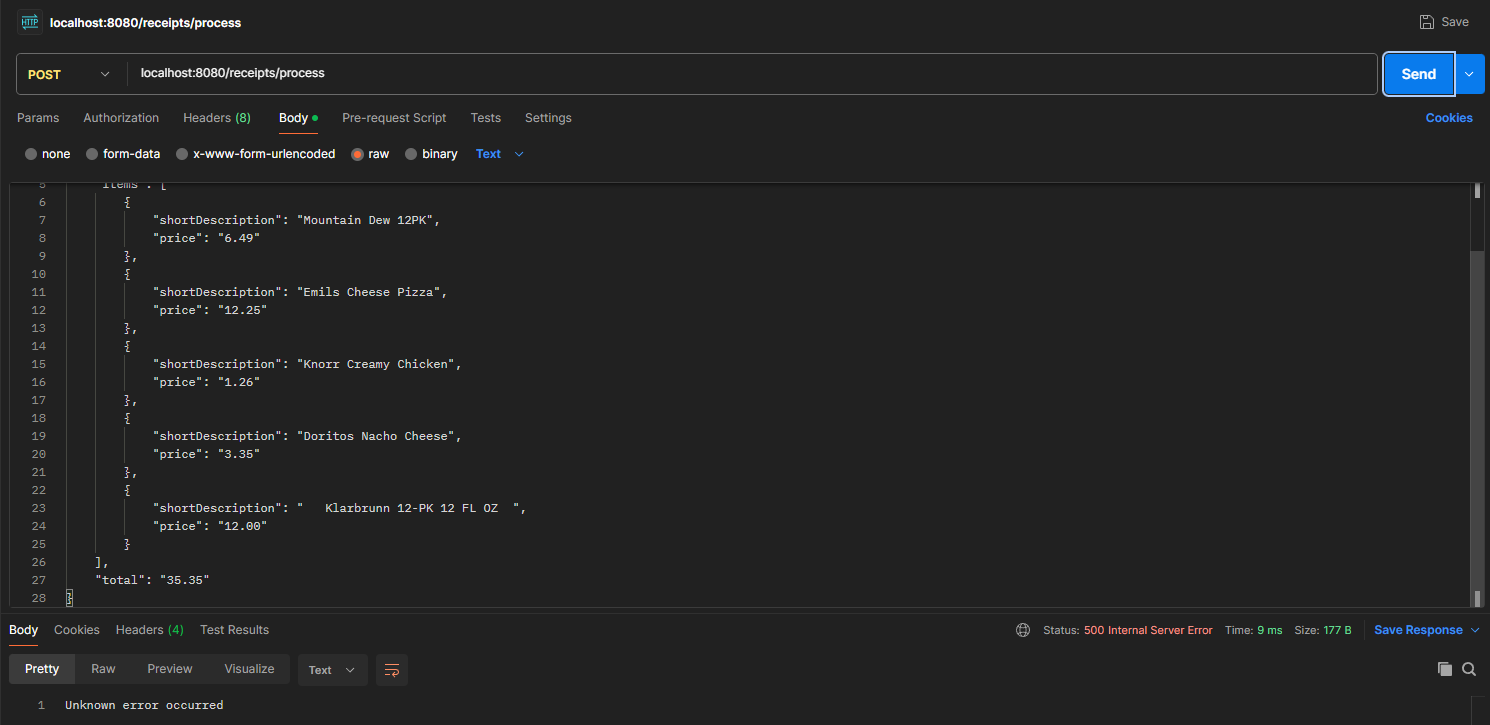 HTTP localhost:8080/receipts/process Save
POST localhost:8080/receipts/process Send
Params Authorization Headers (8) Body Pre-request Script Tests Settings Cookies
none form-data x-www-form-urlencoded raw binary Text
5 "items": [
6 {
7 "shortDescription": "Mountain Dew 12PK",
8 "price": "6.49"
9 },
10 {
11 "shortDescription": "Emils Cheese Pizza",
12 "price": "12.25"
13 },
14 {
15 "shortDescription": "Knorr Creamy Chicken",
16 "price": "1.26"
17 },
18 {
19 "shortDescription": "Doritos Nacho Cheese",
20 "price": "3.35"
21 },
22 {
23 "shortDescription": "   Klarbrunn 12-PK 12 FL OZ  ",
24 "price": "12.00"
25 }
26 ],
27 "total": "35.35"
28 }
Body Cookies Headers (4) Test Results Status: 500 Internal Server Error Time: 9 ms Size: 177 B Save Response
Pretty Raw Preview Visualize Text
1 Unknown error occurred